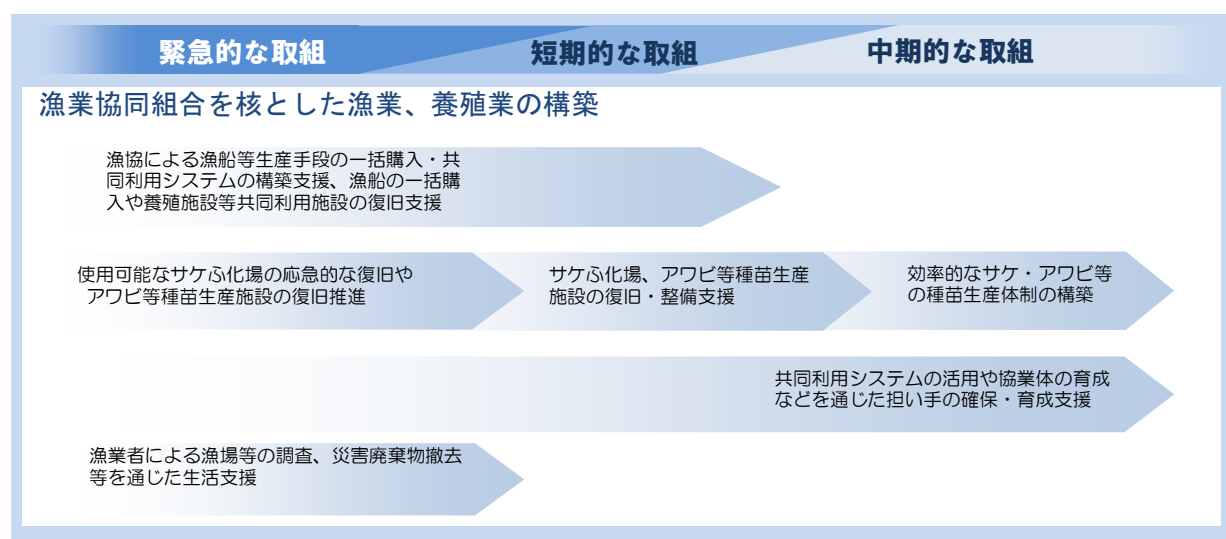 緊急的な取組
短期的な取組
中期的な取組
漁業協同組合を核とした漁業、養殖業の構築
漁協による漁船等生産手段の一括購入・共
同利用システムの構築支援、漁船の一括購
入や養殖施設等共同利用施設の復旧支援
使用可能なサケふ化場の応急的な復旧や
アワビ等種苗生産施設の復旧推進
サケふ化場、アワビ等種苗生産
施設の復旧・整備支援
効率的なサケ・アワビ等
の種苗生産体制の構築
共同利用システムの活用や協業体の育成
などを通じた担い手の確保・育成支援
漁業者による漁場等の調査、災害廃棄物撤去
等を通じた生活支援